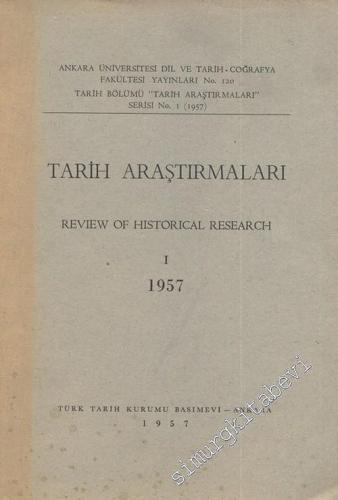 ANKARA ÜNİVERSİTESİ DİL VE TARİH-COĞRAFYA
FAKÜLTESİ YAYINLARI No. 120
TARİH BÖLÜMÜ "TARİH ARAŞTIRMALARI"
SERİSİ No. 1 (1957)
TARİH ARAŞTIRMALARI
REVIEW OF HISTORICAL RESEARCH
I
1957
TÜRK TARİH KURUMU BASIMEVİ — ANKARA
1957
simurgkitabevi